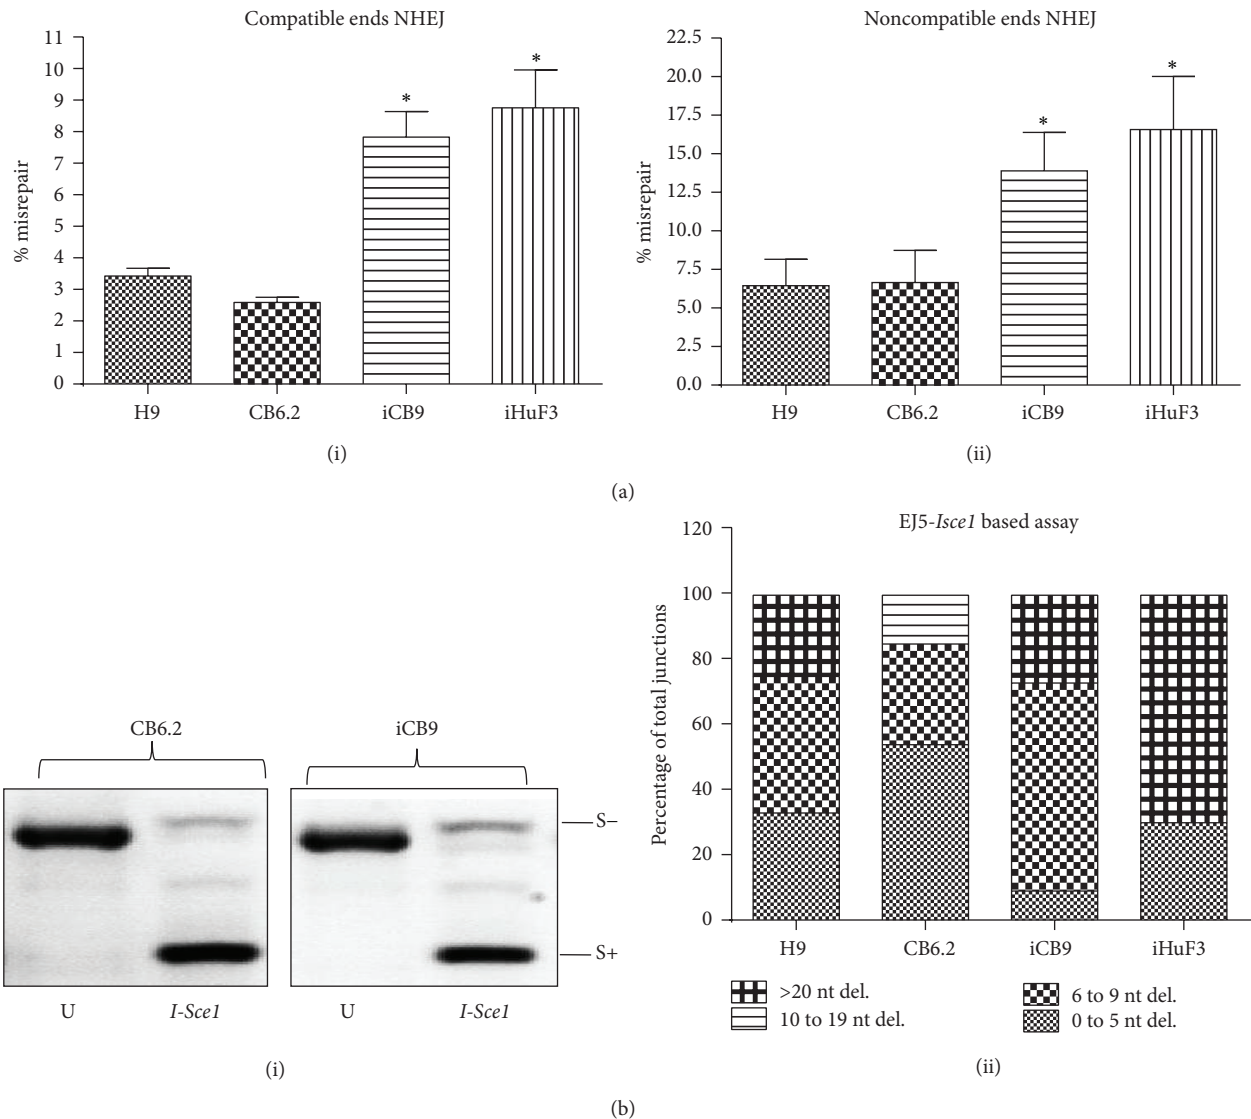 Compatible ends NHEJ
11
10
9
8
7
6
5
4
3
2
1
0
% misrepair
*
*
H9 CB6.2 iCB9 iHuF3
(i)
Noncompatible ends NHEJ
22.5
20.0
17.5
15.0
12.5
10.0
7.5
5.0
2.5
0.0
% misrepair
*
*
H9 CB6.2 iCB9 iHuF3
(ii)
(a)
CB6.2 iCB9
S−
S+
U I-Sce1 U I-Sce1
(i)
EJ5-Isce1 based assay
120
100
80
60
40
20
0
Percentage of total junctions
H9 CB6.2 iCB9 iHuF3
>20 nt del.
10 to 19 nt del.
6 to 9 nt del.
0 to 5 nt del.
(ii)
(b)